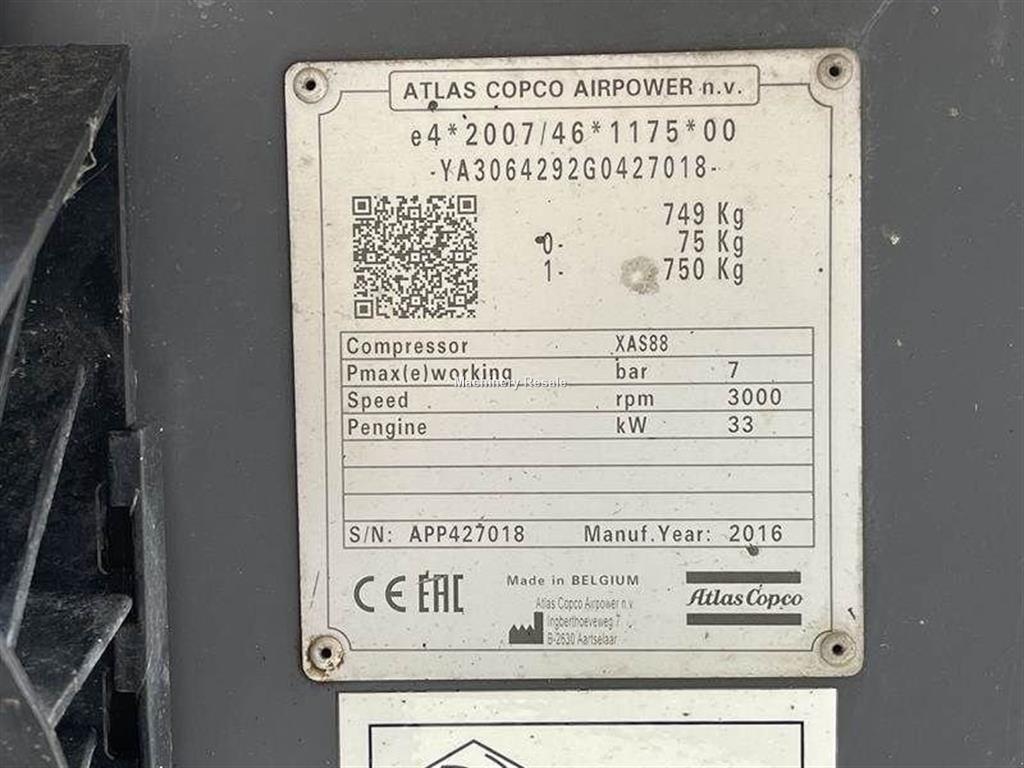 ATLAS COPCO AIRPOWER n.v.
e4*2007/46*1175*00
-YA3064292G0427018-
749 Kg
0- 75 Kg
1- 750 Kg
Compressor XAS88
Pmax(e)working bar 7
Machinery Resale
Speed rpm 3000
Pengine kW 33
S/N: APP427018 Manuf.Year: 2016
CE EAC Made in BELGIUM
Atlas Copco Airpower n.v.
Ingberthoeveweg 7
B-2630 Aartselaar
Atlas Copco